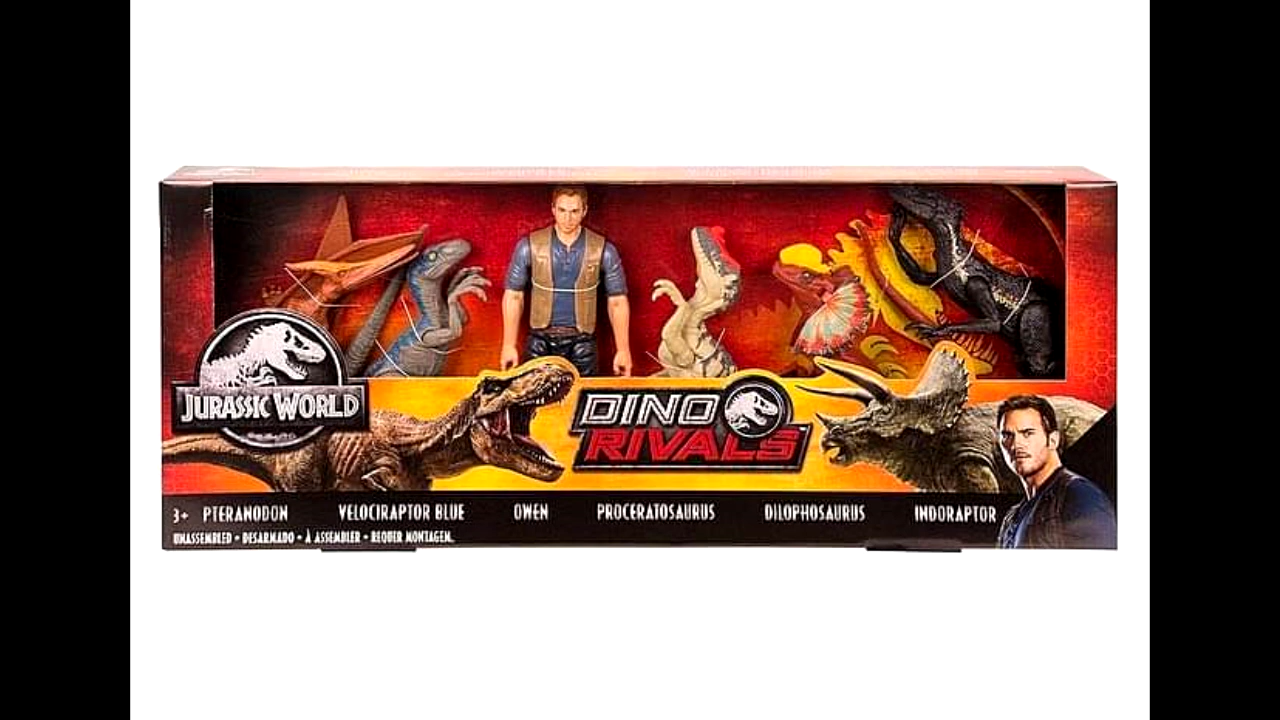 JURASSIC WORLD
DINO
RIVALS
3+ PTERANODON VELOCIRAPTOR BLUE OWEN PROCERATOSAURUS DILOPHOSAURUS INDORAPTOR
UNASSEMBLED • DESARMADO • À ASSEMBLER • REQUER MONTAGEM.